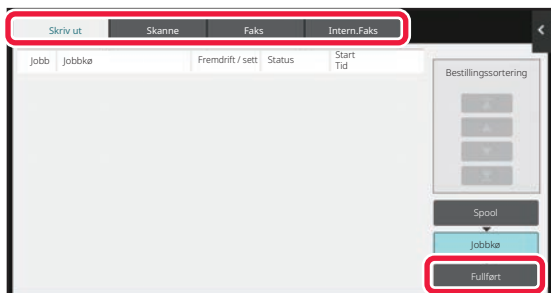 Skriv ut Skanne Faks Intern.Faks
Jobb Jobbkø Fremdrift / sett Status Start
Tid
Bestillingssortering
Spool
Jobbkø
Fullført